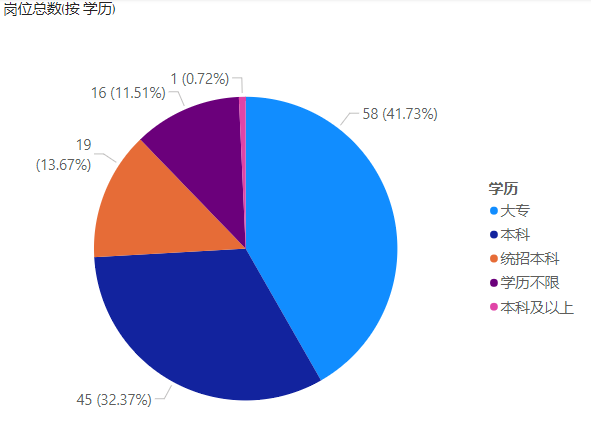 岗位总数(按 学历)
1 (0.72%)
16 (11.51%)
58 (41.73%)
19
(13.67%)
45 (32.37%)
学历
大专
本科
统招本科
学历不限
本科及以上